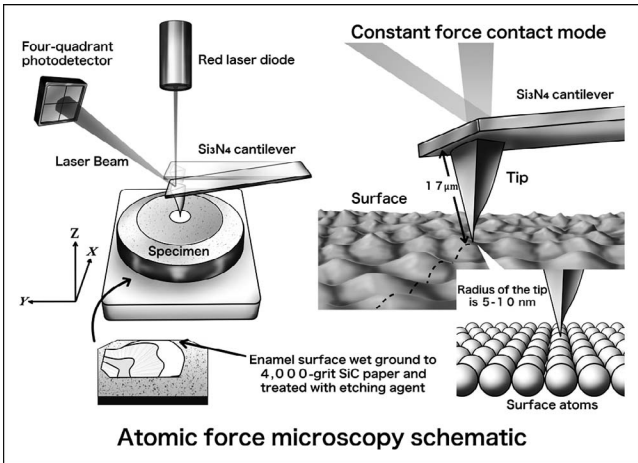 Four-quadrant
photodetector
Red laser diode
Laser Beam
Si3N4 cantilever
Specimen
Z
X
Y
Enamel surface wet ground to
4,000-grit SiC paper and
treated with etching agent
Constant force contact mode
Si3N4 cantilever
17μm
Tip
Surface
Radius of the tip
is 5-10 nm
Surface atoms
Atomic force microscopy schematic